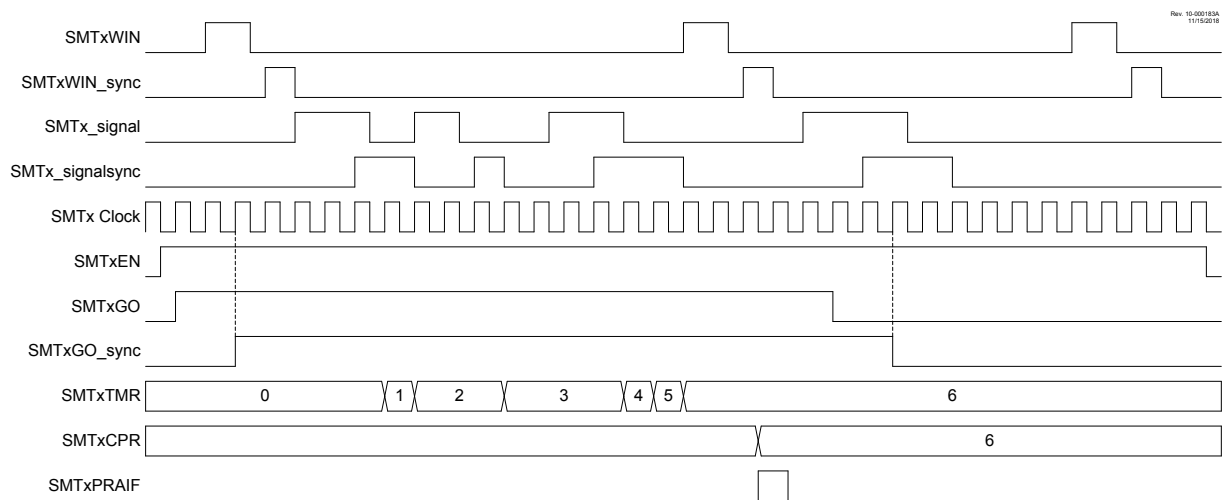 Rev. 10-000183A
11/15/2018
SMTxWIN
SMTxWIN_sync
SMTx_signal
SMTx_signalsync
SMTx Clock
SMTxEN
SMTxGO
SMTxGO_sync
SMTxTMR 0 1 2 3 4 5 6
SMTxCPR 6
SMTxPRAIF